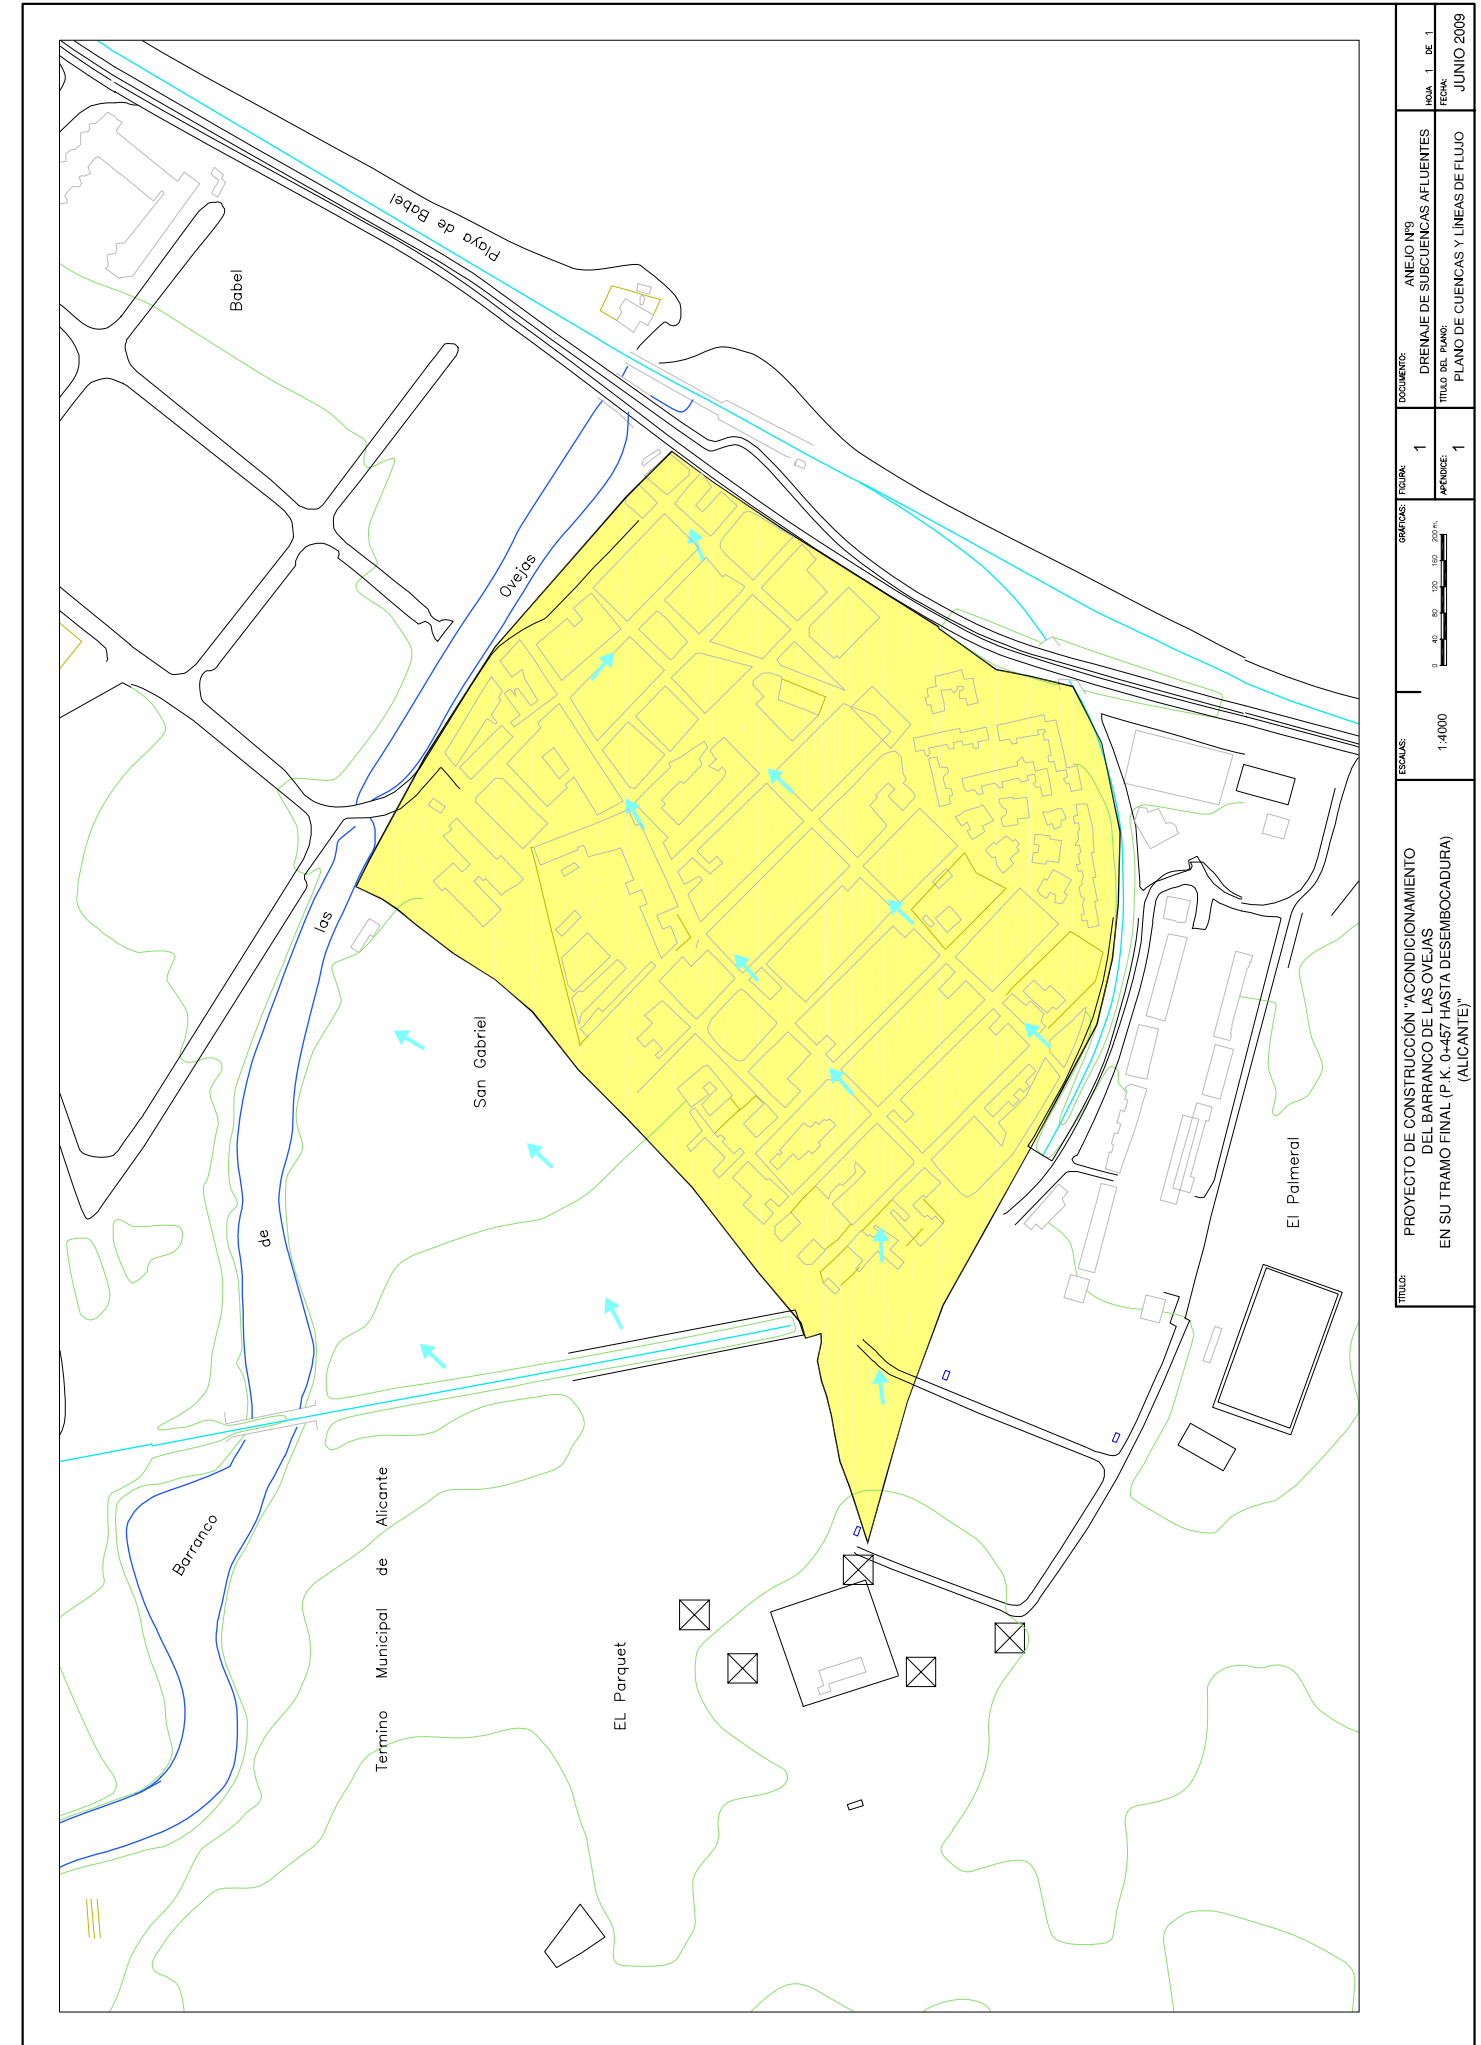 Barranco
de
las
Ovejas
Babel
Playa de Babel
San Gabriel
Termino Municipal de Alicante
EL Parquet
El Palmeral
TÍTULO:
PROYECTO DE CONSTRUCCIÓN "ACONDICIONAMIENTO
DEL BARRANCO DE LAS OVEJAS
EN SU TRAMO FINAL (P.K. 0+457 HASTA DESEMBOCADURA)
(ALICANTE)"
ESCALAS:
1:4000
GRÁFICAS:
0 40 80 120 160 200 m.
FIGURA:
1
APÉNDICE:
1
DOCUMENTO:
ANEJO Nº9
DRENAJE DE SUBCUENCAS AFLUENTES
TÍTULO DEL PLANO:
PLANO DE CUENCAS Y LÍNEAS DE FLUJO
HOJA 1 DE 1
FECHA:
JUNIO 2009